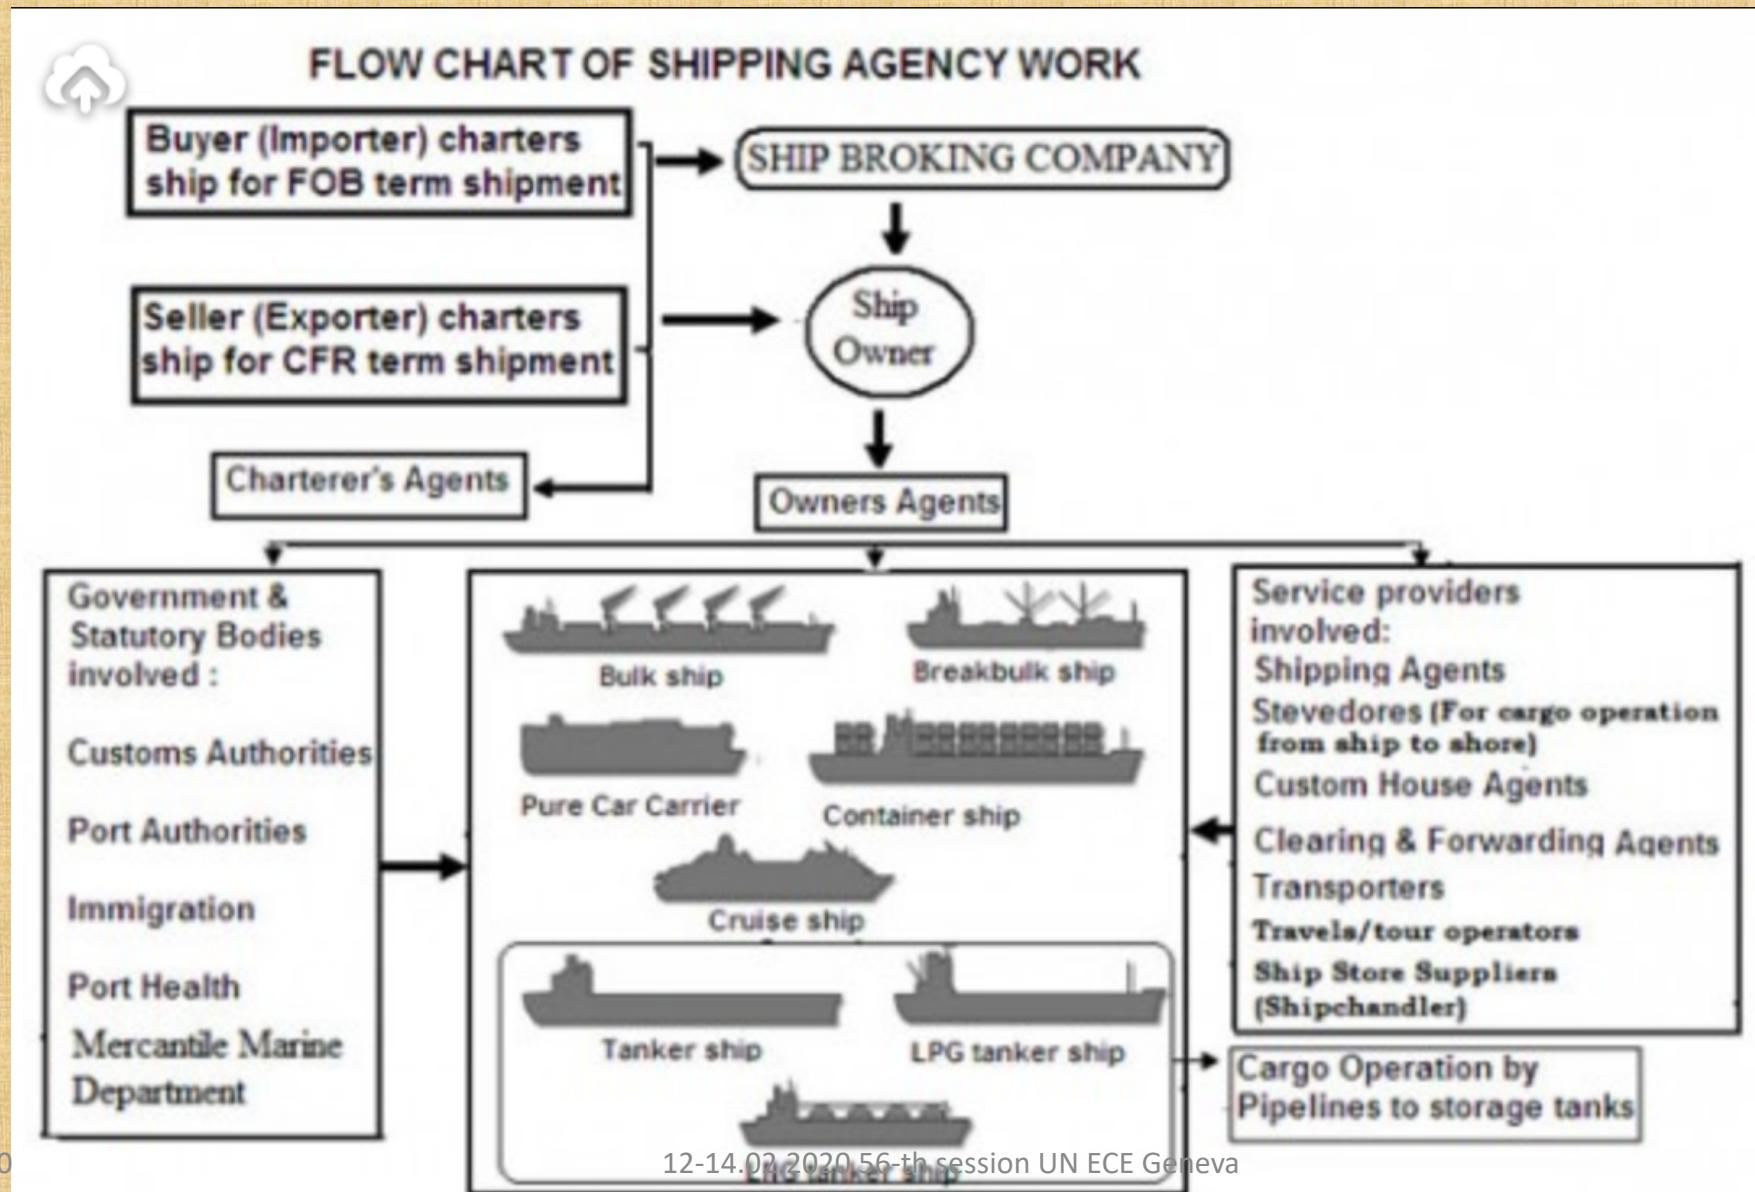 FLOW CHART OF SHIPPING AGENCY WORK
Buyer (Importer) charters
ship for FOB term shipment
SHIP BROKING COMPANY
Seller (Exporter) charters
ship for CFR term shipment
Ship
Owner
Charterer's Agents
Owners Agents
Government &
Statutory Bodies
involved :
Customs Authorities
Port Authorities
Immigration
Port Health
Mercantile Marine
Department
Bulk ship
Breakbulk ship
Pure Car Carrier
Container ship
Cruise ship
Tanker ship
LPG tanker ship
LNG tanker ship
Service providers
involved:
Shipping Agents
Stevedores (For cargo operation
from ship to shore)
Custom House Agents
Clearing & Forwarding Agents
Transporters
Travels/tour operators
Ship Store Suppliers
(Shipchandler)
Cargo Operation by
Pipelines to storage tanks
0
12-14.02.2020 56-th session UN ECE Geneva